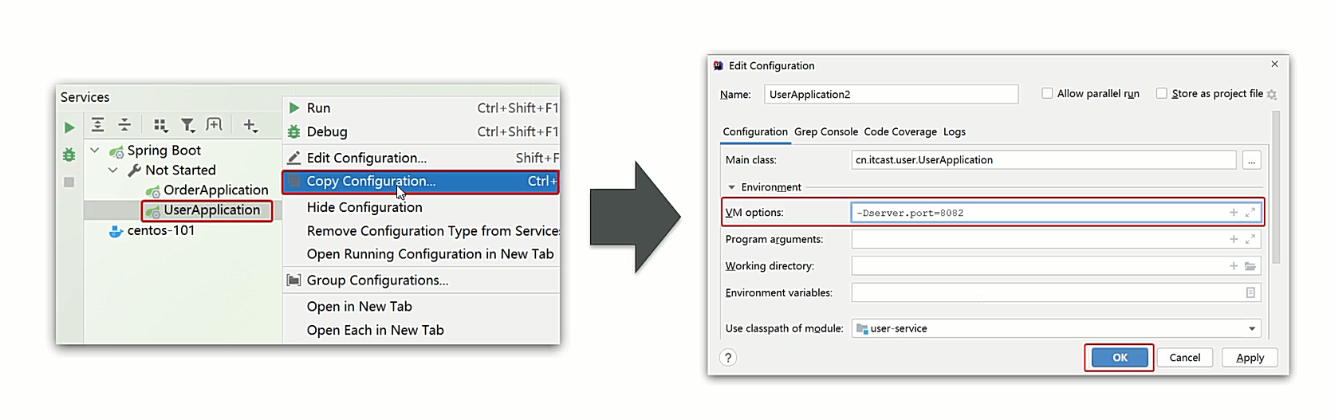 Services
Spring Boot
Not Started
OrderApplication
UserApplication
centos-101
Run Ctrl+Shift+F1
Debug Ctrl+Shift+F1
Edit Configuration... Shift+F
Copy Configuration... Ctrl+
Hide Configuration
Remove Configuration Type from Service
Open Running Configuration in New Tab
Group Configurations...
Open in New Tab
Open Each in New Tab
Edit Configuration
Name: UserApplication2 Allow parallel run Store as project file
Configuration Grep Console Code Coverage Logs
Main class: cn.itcast.user.UserApplication ...
Environment
VM options: -Dserver.port=8082
Program arguments:
Working directory:
Environment variables:
Use classpath of module: user-service
? OK Cancel Apply